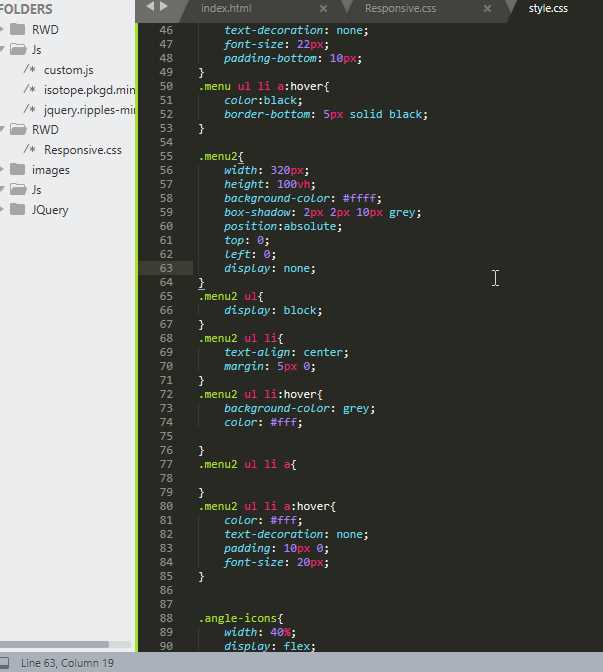 FOLDERS
RWD
Js
/* custom.js
/* isotope.pkgd.min
/* jquery.ripples-min
RWD
/* Responsive.css
images
Js
JQuery
index.html × Responsive.css × style.css
46 text-decoration: none;
47 font-size: 22px;
48 padding-bottom: 10px;
49 }
50 .menu ul li a:hover{
51 color:black;
52 border-bottom: 5px solid black;
53 }
54
55 .menu2{
56 width: 320px;
57 height: 100vh;
58 background-color: #ffff;
59 box-shadow: 2px 2px 10px grey;
60 position:absolute;
61 top: 0;
62 left: 0;
63 display: none;
64 }
65 .menu2 ul{
66 display: block;
67 }
68 .menu2 ul li{
69 text-align: center;
70 margin: 5px 0;
71 }
72 .menu2 ul li:hover{
73 background-color: grey;
74 color: #fff;
75
76 }
77 .menu2 ul li a{
78
79 }
80 .menu2 ul li a:hover{
81 color: #fff;
82 text-decoration: none;
83 padding: 10px 0;
84 font-size: 20px;
85 }
86
87
88 .angle-icons{
89 width: 40%;
90 display: flex;
Line 63, Column 19